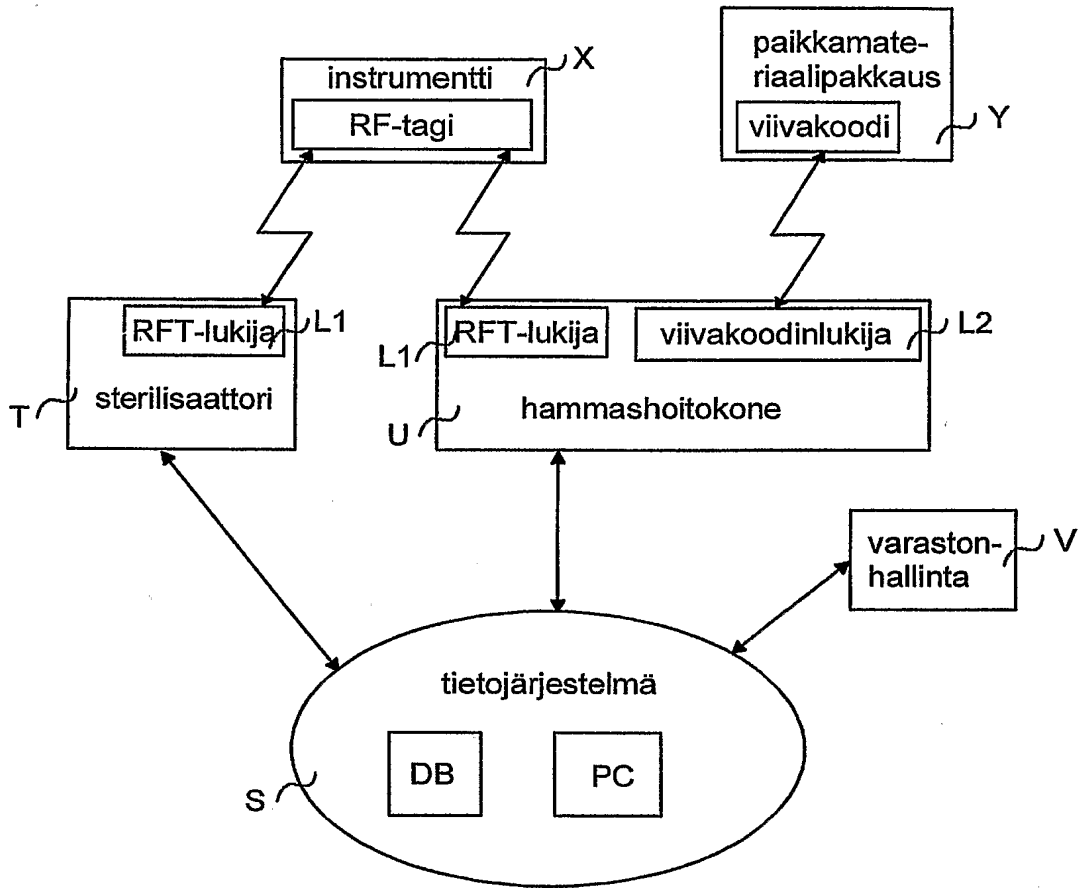 instrumentti
X
RF-tagi
paikkamate-
riaalipakkaus
viivakoodi
Y
RFT-lukija
L1
sterilisaattori
T
RFT-lukija
L1
viivakoodinlukija
L2
hammashoitokone
U
varaston-
hallinta
V
tietojärjestelmä
DB
PC
S